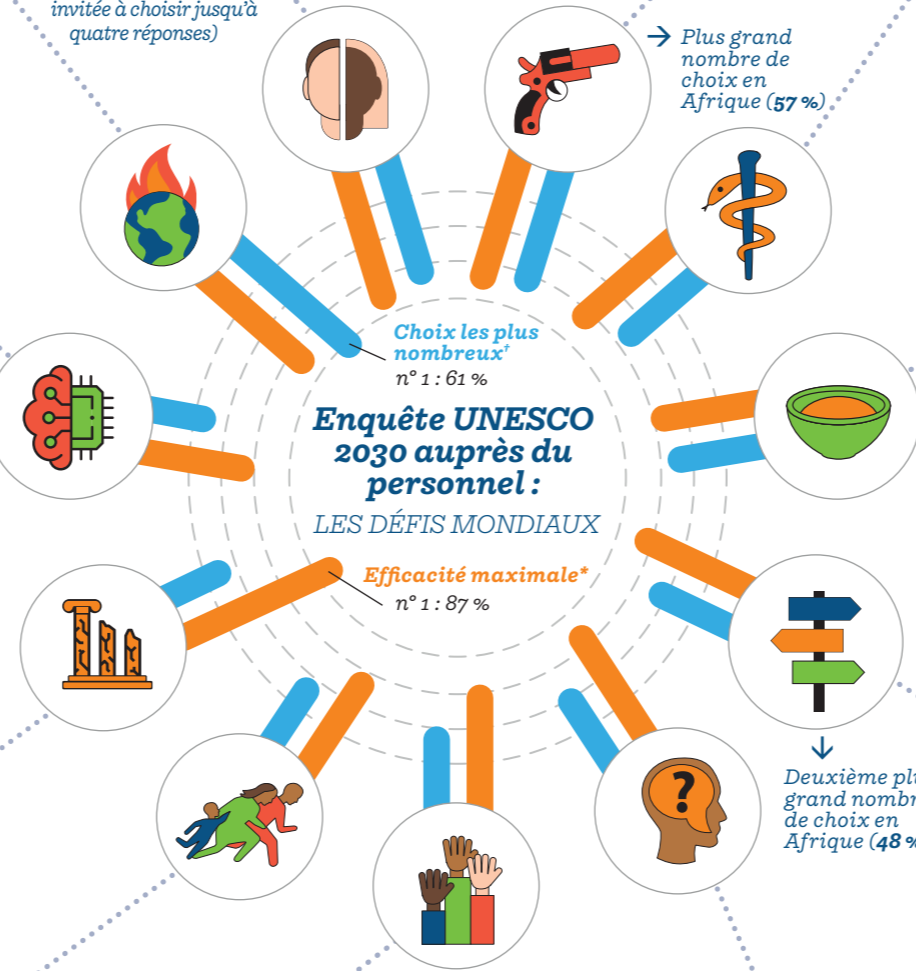 invitée à choisir jusqu'à
quatre réponses)
→ Plus grand
nombre de
choix en
Afrique (57 %)
Choix les plus
nombreux†
n° 1 : 61 %
Enquête UNESCO
2030 auprès du
personnel :
LES DÉFIS MONDIAUX
Efficacité maximale*
n° 1 : 87 %
?
↓
Deuxième plu
grand nombr
de choix en
Afrique (48 %